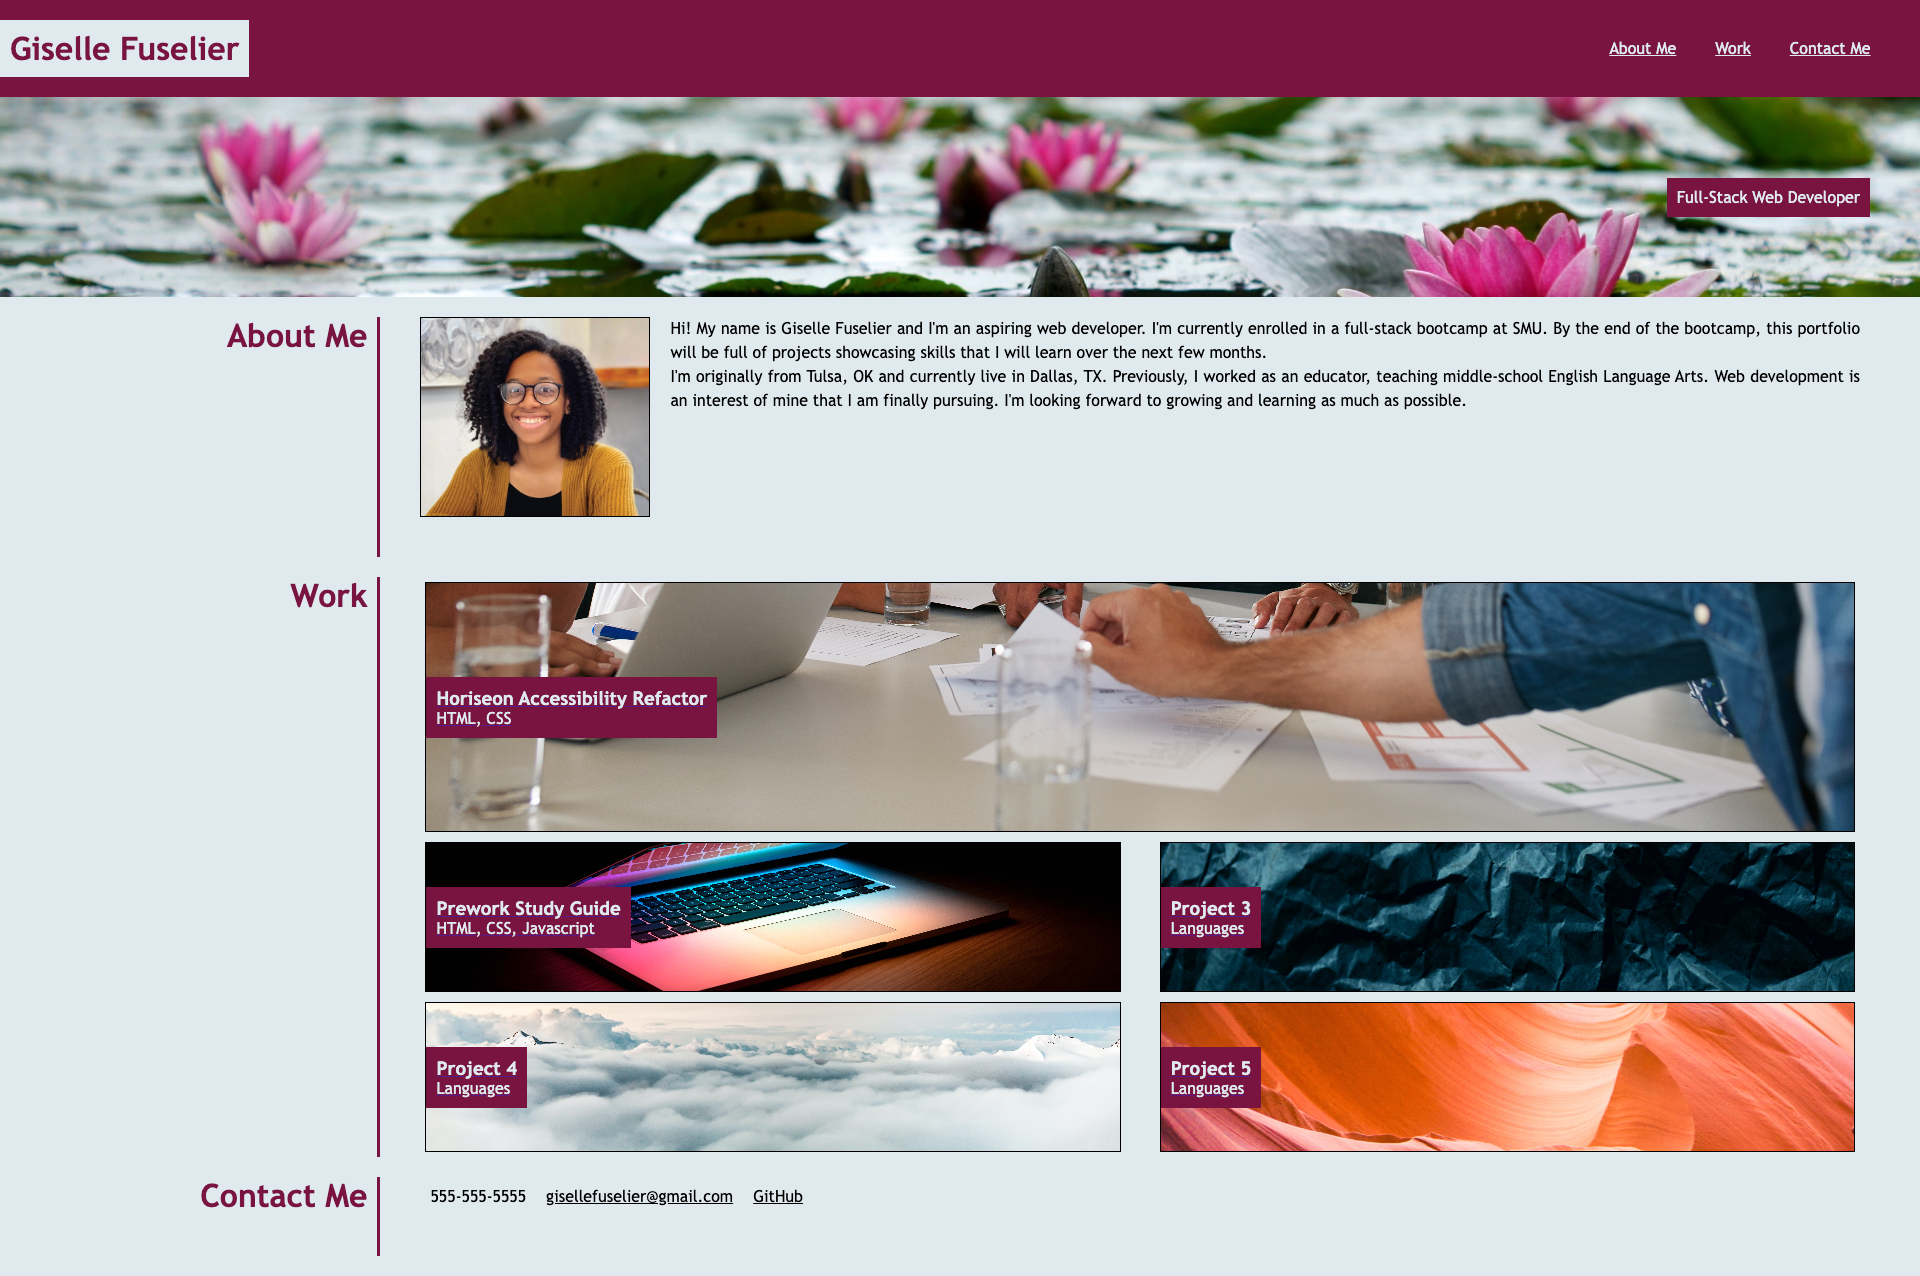 Giselle Fuselier
About Me
Work
Contact Me
Full-Stack Web Developer
About Me
Hi! My name is Giselle Fuselier and I'm an aspiring web developer. I'm currently enrolled in a full-stack bootcamp at SMU. By the end of the bootcamp, this portfolio
will be full of projects showcasing skills that I will learn over the next few months.
I'm originally from Tulsa, OK and currently live in Dallas, TX. Previously, I worked as an educator, teaching middle-school English Language Arts. Web development is
an interest of mine that I am finally pursuing. I'm looking forward to growing and learning as much as possible.
Work
Horiseon Accessibility Refactor
HTML, CSS
Prework Study Guide
HTML, CSS, Javascript
Project 3
Languages
Project 4
Languages
Project 5
Languages
Contact Me
555-555-5555
gisellefuselier@gmail.com
GitHub